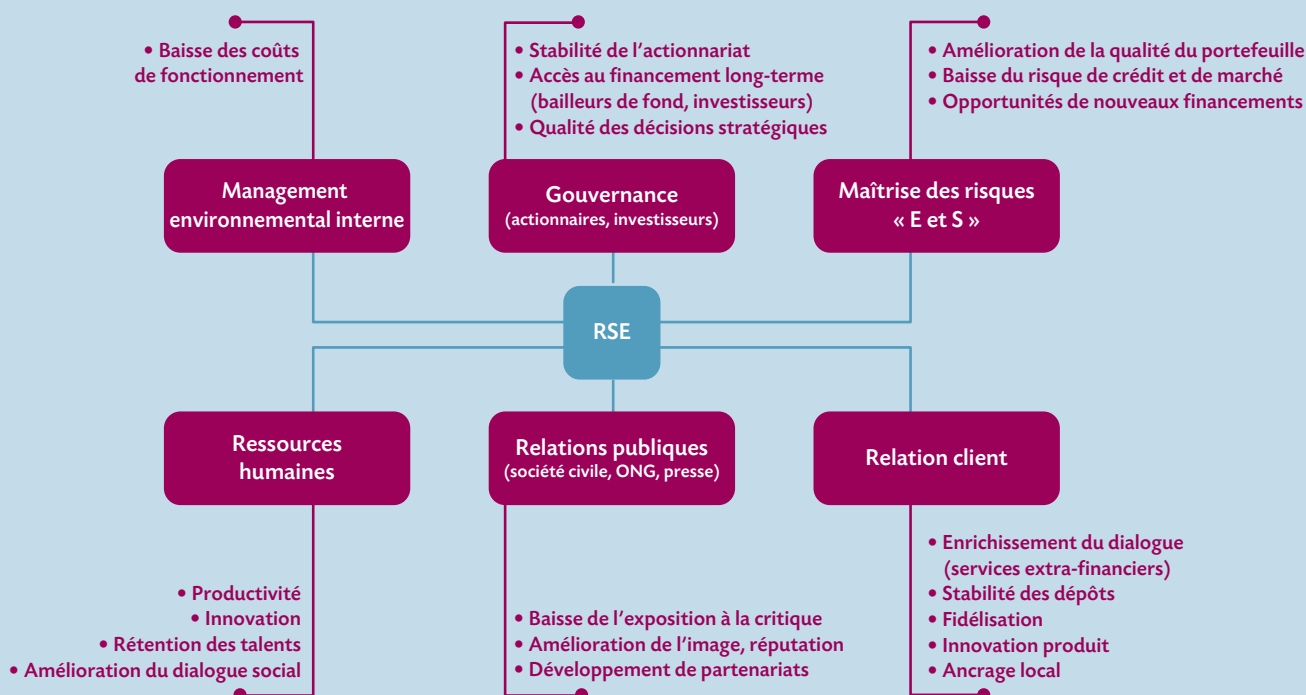 • Baisse des coûts
de fonctionnement
• Stabilité de l'actionnariat
• Accès au financement long-terme
(bailleurs de fond, investisseurs)
• Qualité des décisions stratégiques
• Amélioration de la qualité du portefeuille
• Baisse du risque de crédit et de marché
• Opportunités de nouveaux financements
Management
environnemental interne
Gouvernance
(actionnaires, investisseurs)
Maîtrise des risques
« E et S »
RSE
Ressources
humaines
Relations publiques
(société civile, ONG, presse)
Relation client
• Productivité
• Innovation
• Rétention des talents
• Amélioration du dialogue social
• Baisse de l'exposition à la critique
• Amélioration de l'image, réputation
• Développement de partenariats
• Enrichissement du dialogue
(services extra-financiers)
• Stabilité des dépôts
• Fidélisation
• Innovation produit
• Ancrage local